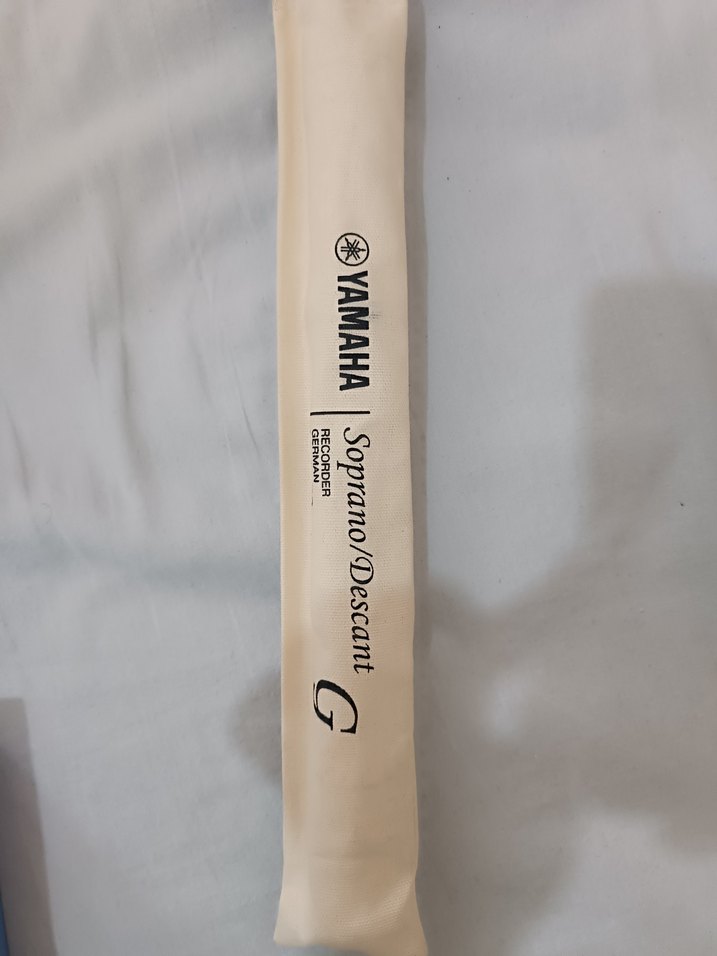 YAMAHA
Soprano/Descant
RECORDER
GERMAN
G